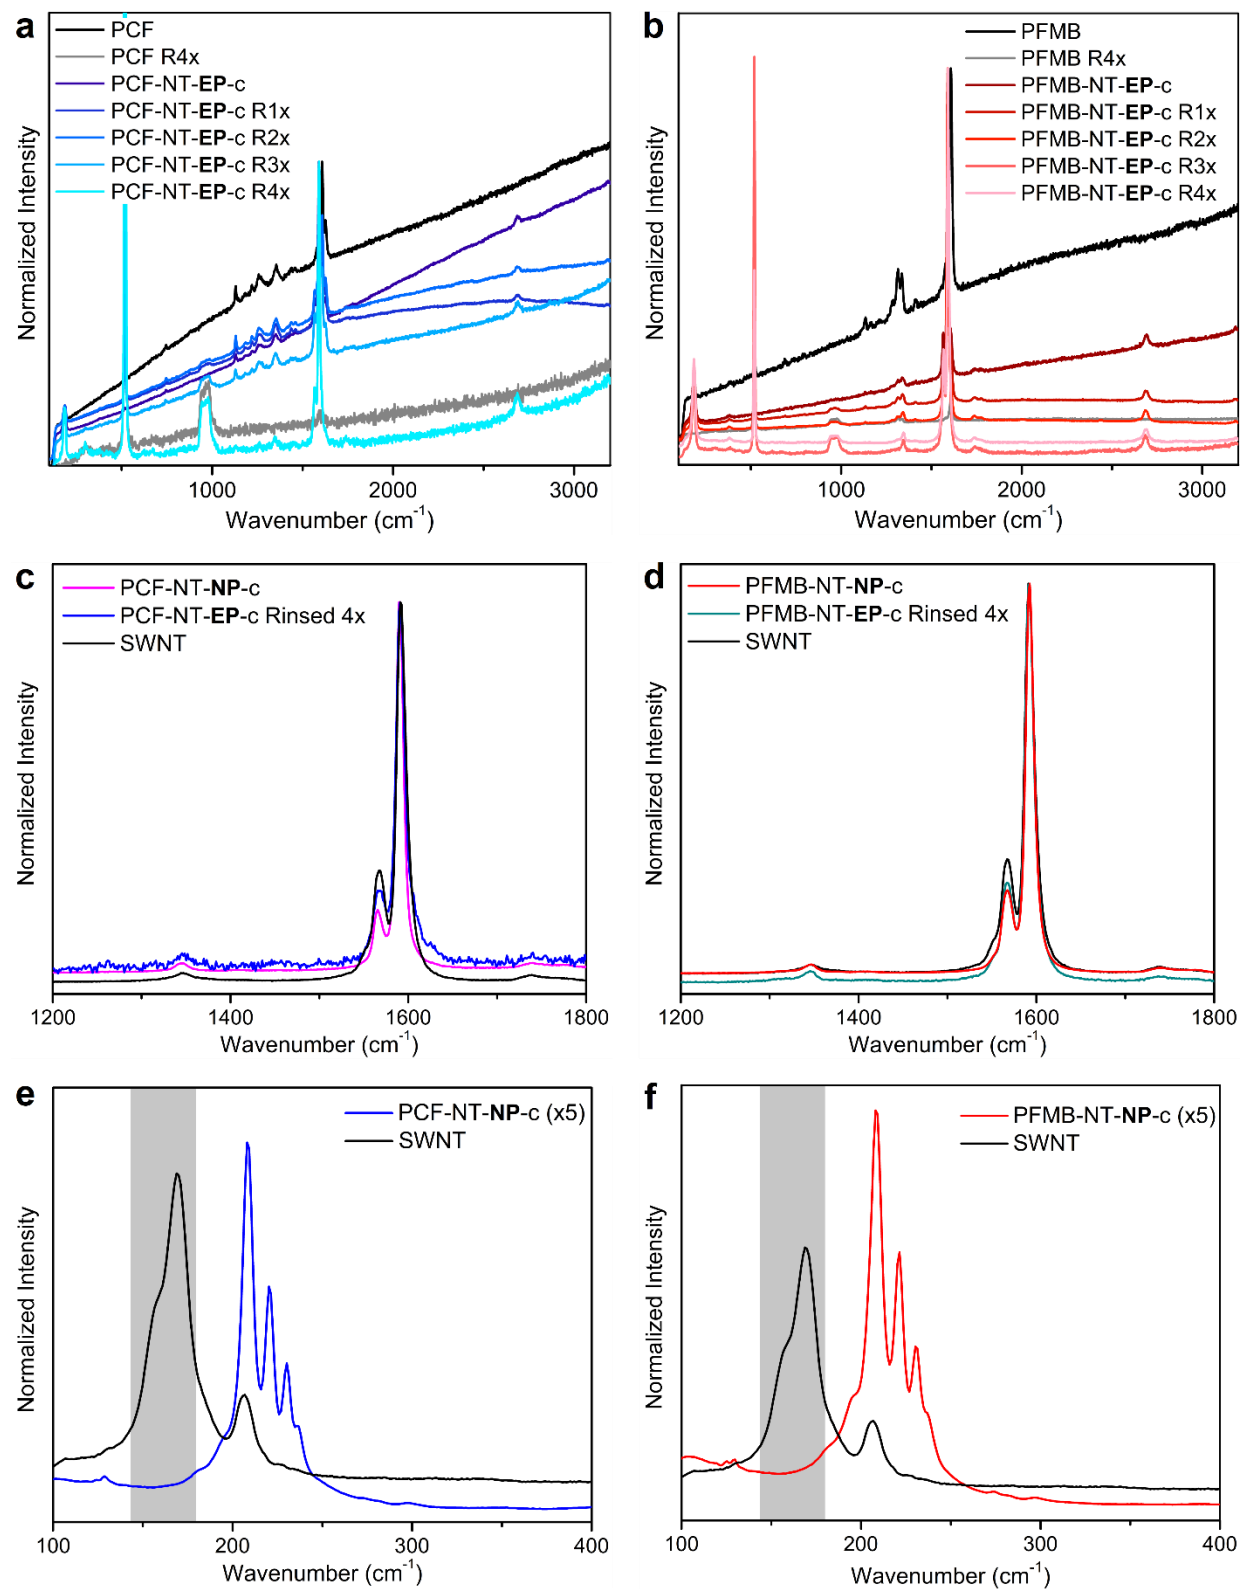 a
PCF
PCF R4x
PCF-NT-EP-c
PCF-NT-EP-c R1x
PCF-NT-EP-c R2x
PCF-NT-EP-c R3x
PCF-NT-EP-c R4x
Normalized Intensity
1000 2000 3000
Wavenumber (cm⁻¹)
b
PFMB
PFMB R4x
PFMB-NT-EP-c
PFMB-NT-EP-c R1x
PFMB-NT-EP-c R2x
PFMB-NT-EP-c R3x
PFMB-NT-EP-c R4x
Normalized Intensity
1000 2000 3000
Wavenumber (cm⁻¹)
c
PCF-NT-NP-c
PCF-NT-EP-c Rinsed 4x
SWNT
Normalized Intensity
1200 1400 1600 1800
Wavenumber (cm⁻¹)
d
PFMB-NT-NP-c
PFMB-NT-EP-c Rinsed 4x
SWNT
Normalized Intensity
1200 1400 1600 1800
Wavenumber (cm⁻¹)
e
PCF-NT-NP-c (x5)
SWNT
Normalized Intensity
100 200 300 400
Wavenumber (cm⁻¹)
f
PFMB-NT-NP-c (x5)
SWNT
Normalized Intensity
100 200 300 400
Wavenumber (cm⁻¹)